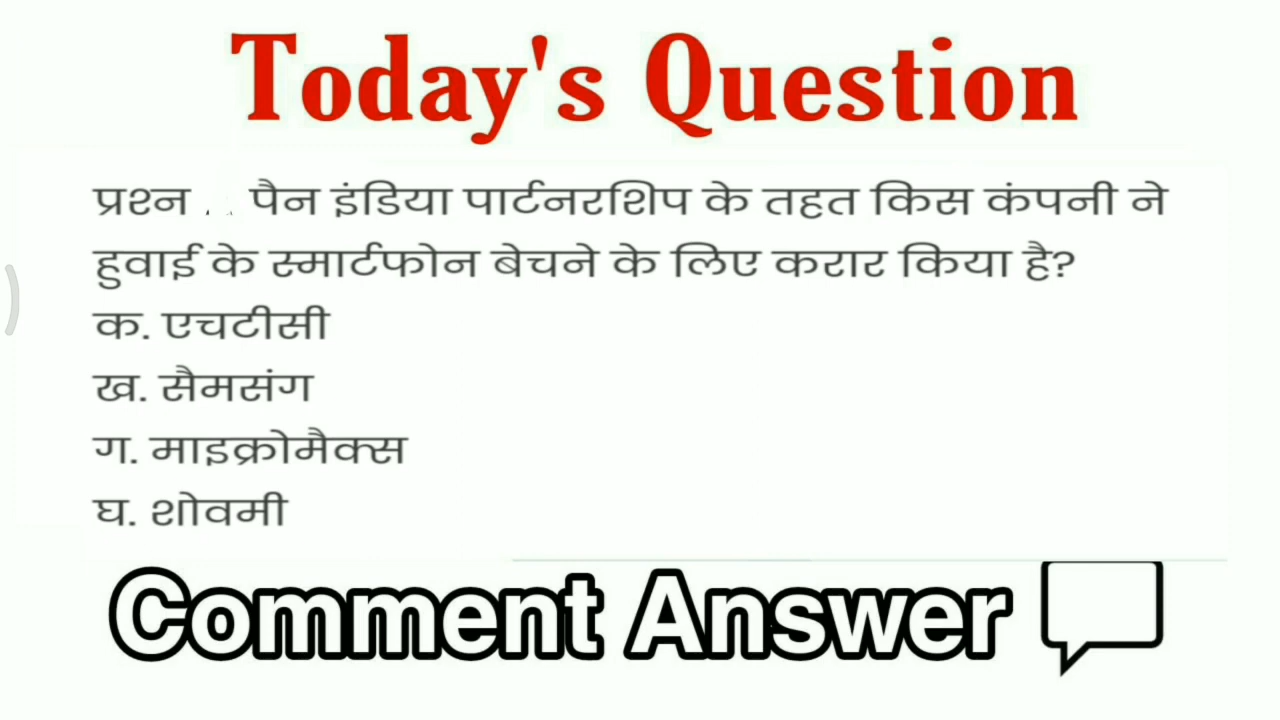 Today's Question
प्रश्न पैन इंडिया पार्टनरशिप के तहत किस कंपनी ने
हुवाई के स्मार्टफोन बेचने के लिए करार किया है?
क. एचटीसी
ख. सैमसंग
ग. माइक्रोमैक्स
घ. शोवमी
Comment Answer